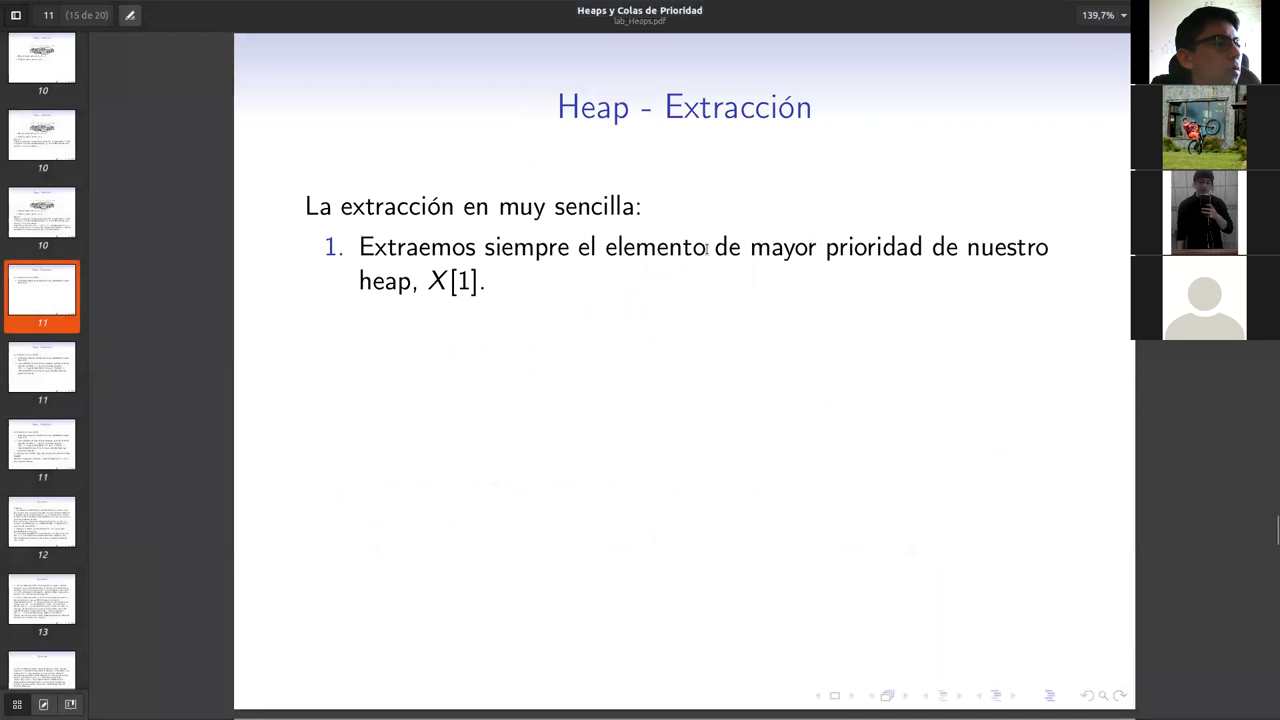 11
(15 de 20)
Heaps y Colas de Prioridad
lab_Heaps.pdf
139,7%
10
10
10
11
11
11
12
13
Heap - Extracción
La extracción en muy sencilla:
1. Extraemos siempre el elemento de mayor prioridad de nuestro
heap, X[1].